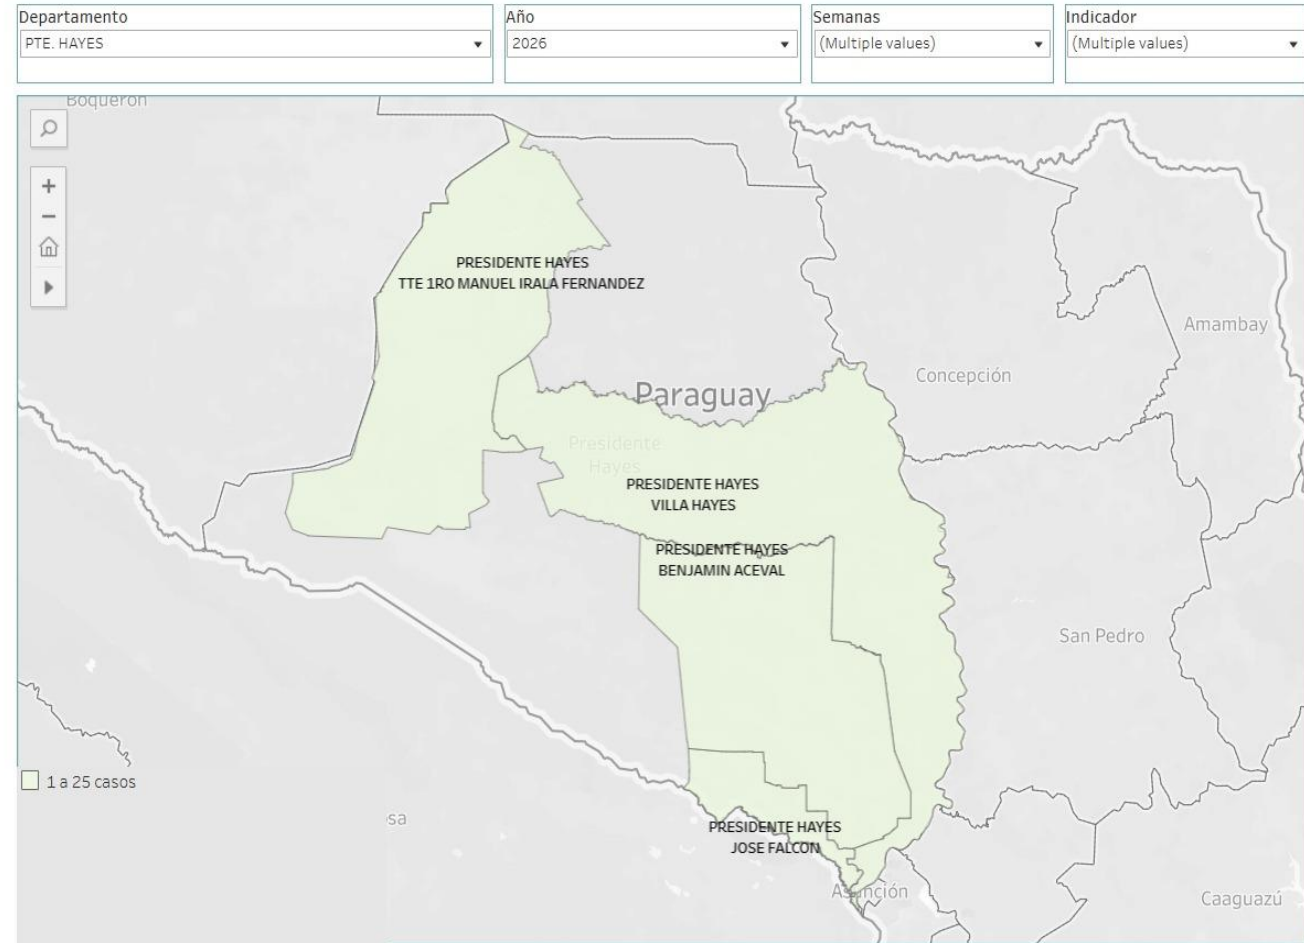 Departamento
Año
Semanas
Indicador
PTE. HAYES
2026
(Multiple values)
(Multiple values)
Boquerón
PRESIDENTE HAYES
TTE 1RO MANUEL IRALA FERNANDEZ
Amambay
Concepción
Paraguay
Presidente
Hayes
PRESIDENTE HAYES
VILLA HAYES
PRESIDENTE HAYES
BENJAMIN ACEVAL
San Pedro
1 a 25 casos
sa
PRESIDENTE HAYES
JOSE FALCON
Asunción
Caaguazú